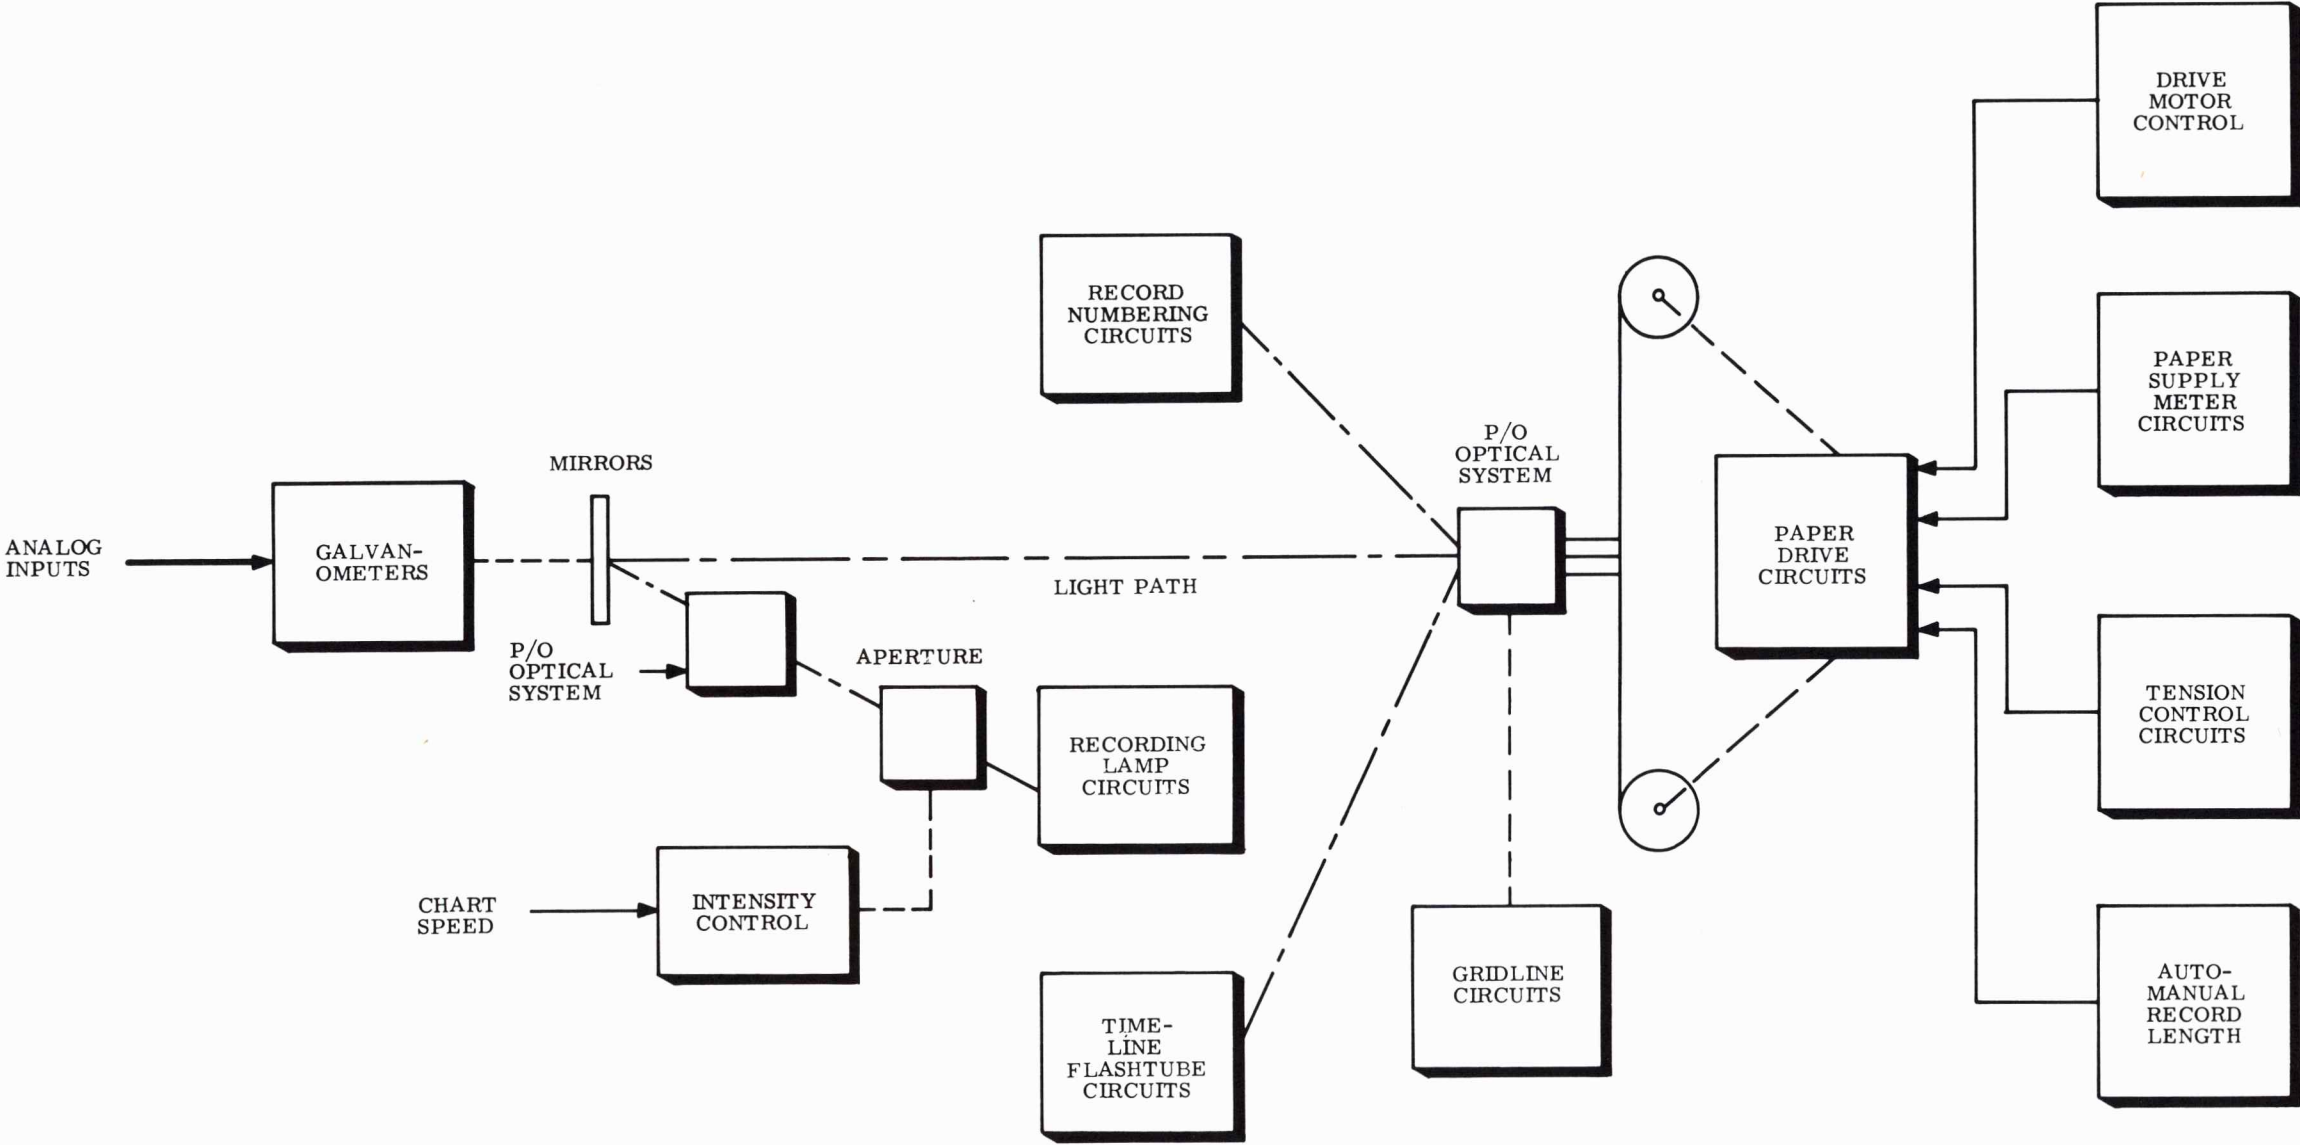 DRIVE
MOTOR
CONTROL
RECORD
NUMBERING
CIRCUITS
PAPER
SUPPLY
METER
CIRCUITS
P/O
OPTICAL
SYSTEM
MIRRORS
ANALOG
INPUTS
GALVAN-
OMETERS
LIGHT PATH
PAPER
DRIVE
CIRCUITS
P/O
OPTICAL
SYSTEM
APERTURE
RECORDING
LAMP
CIRCUITS
TENSION
CONTROL
CIRCUITS
CHART
SPEED
INTENSITY
CONTROL
GRIDLINE
CIRCUITS
TIME-
LINE
FLASHTUBE
CIRCUITS
AUTO-
MANUAL
RECORD
LENGTH